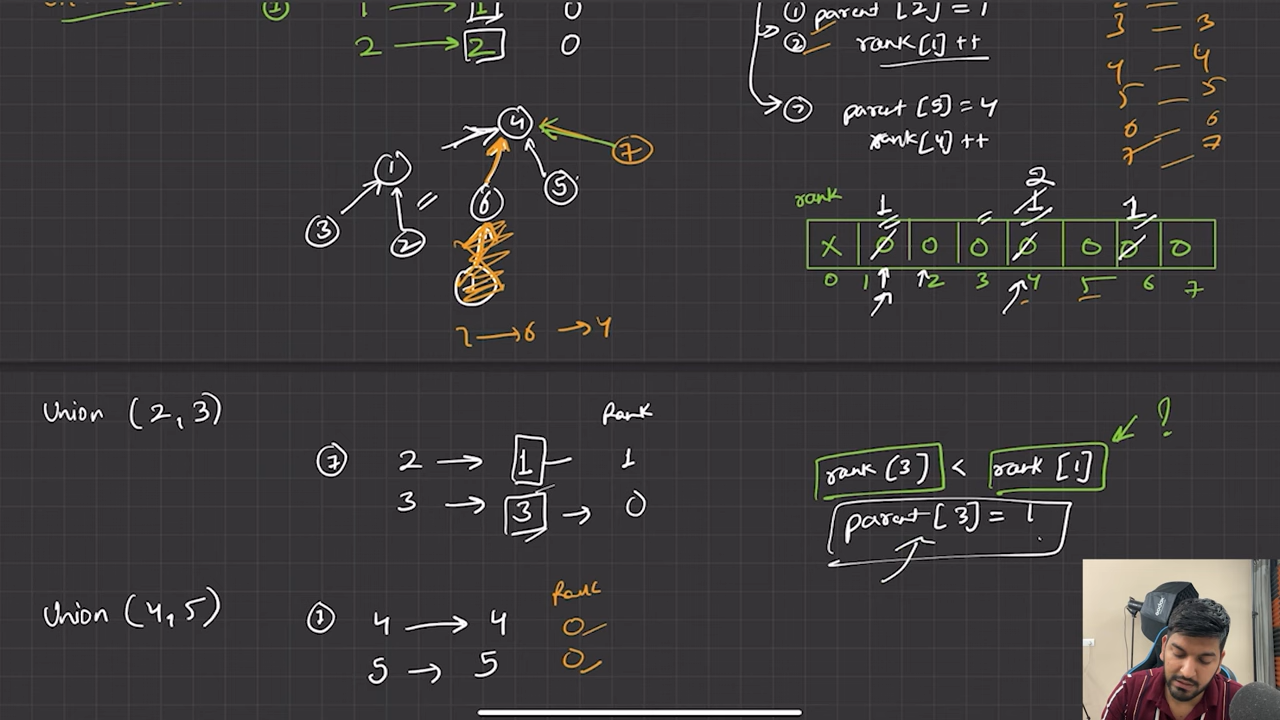 ① 1 → 1 0
2 → 2 0
① parent [2] = 1
② rank[1] ++
parent [5] = 4
rank[4] ++
3 — 3
4 — 4
5 — 5
6 — 6
7 — 7
4
7
1
6
5
3
2
7 → 6 → 4
rank
1 2 1
1
X 0 0 0 0 0 0 0
0 1 2 3 4 5 6 7
Union (2, 3)
Rank
⑦ 2 → 1 — 1
3 → 3 → 0
rank [3] < rank [1]
?
parent [3] = 1
Union (4, 5)
Rank
4 → 4 0
5 → 5 0